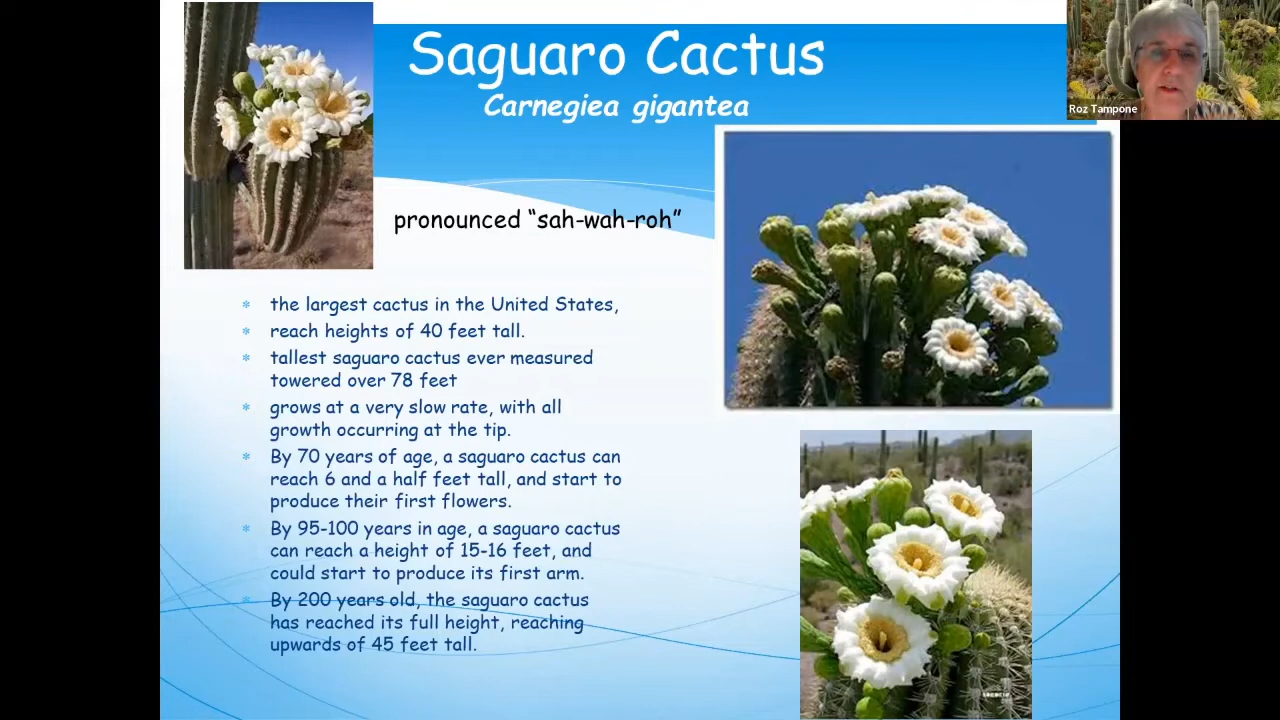 Saguaro Cactus
Carnegiea gigantea
Roz Tampone
pronounced “sah-wah-roh”
* the largest cactus in the United States,
* reach heights of 40 feet tall.
* tallest saguaro cactus ever measured
towered over 78 feet
* grows at a very slow rate, with all
growth occurring at the tip.
* By 70 years of age, a saguaro cactus can
reach 6 and a half feet tall, and start to
produce their first flowers.
* By 95-100 years in age, a saguaro cactus
can reach a height of 15-16 feet, and
could start to produce its first arm.
* By 200 years old, the saguaro cactus
has reached its full height, reaching
upwards of 45 feet tall.